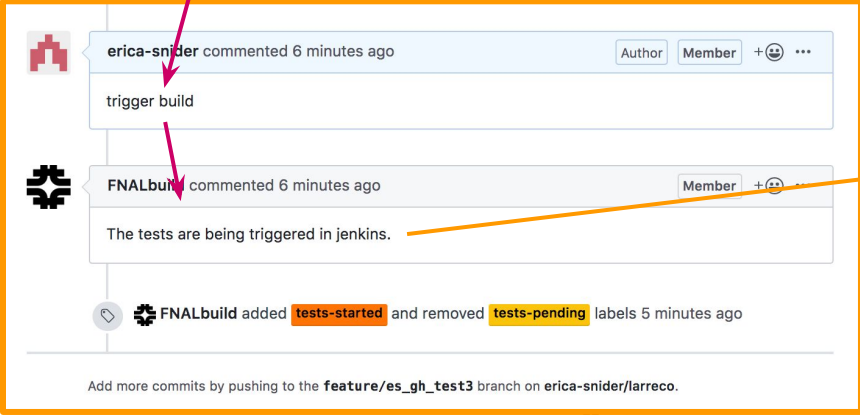 erica-snider commented 6 minutes ago Author Member
trigger build
FNALbuild commented 6 minutes ago Member
The tests are being triggered in jenkins.
FNALbuild added tests-started and removed tests-pending labels 5 minutes ago
Add more commits by pushing to the feature/es_gh_test3 branch on erica-snider/larreco.